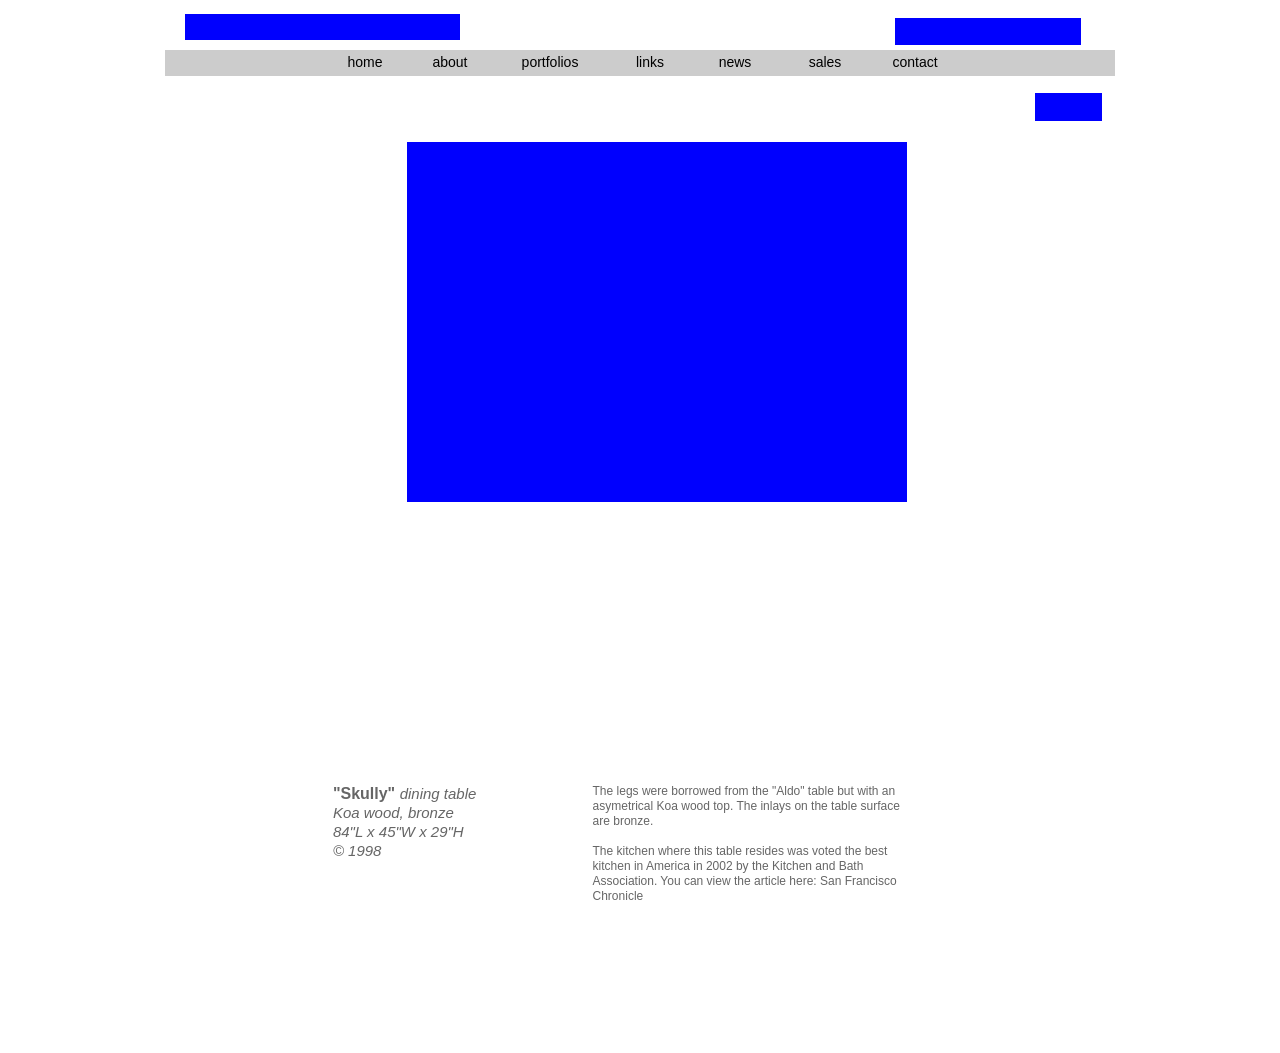 home about portfolios links news sales contact
"Skully" dining table
Koa wood, bronze
84"L x 45"W x 29"H
© 1998
The legs were borrowed from the "Aldo" table but with an
asymetrical Koa wood top. The inlays on the table surface
are bronze.
The kitchen where this table resides was voted the best
kitchen in America in 2002 by the Kitchen and Bath
Association. You can view the article here: San Francisco
Chronicle